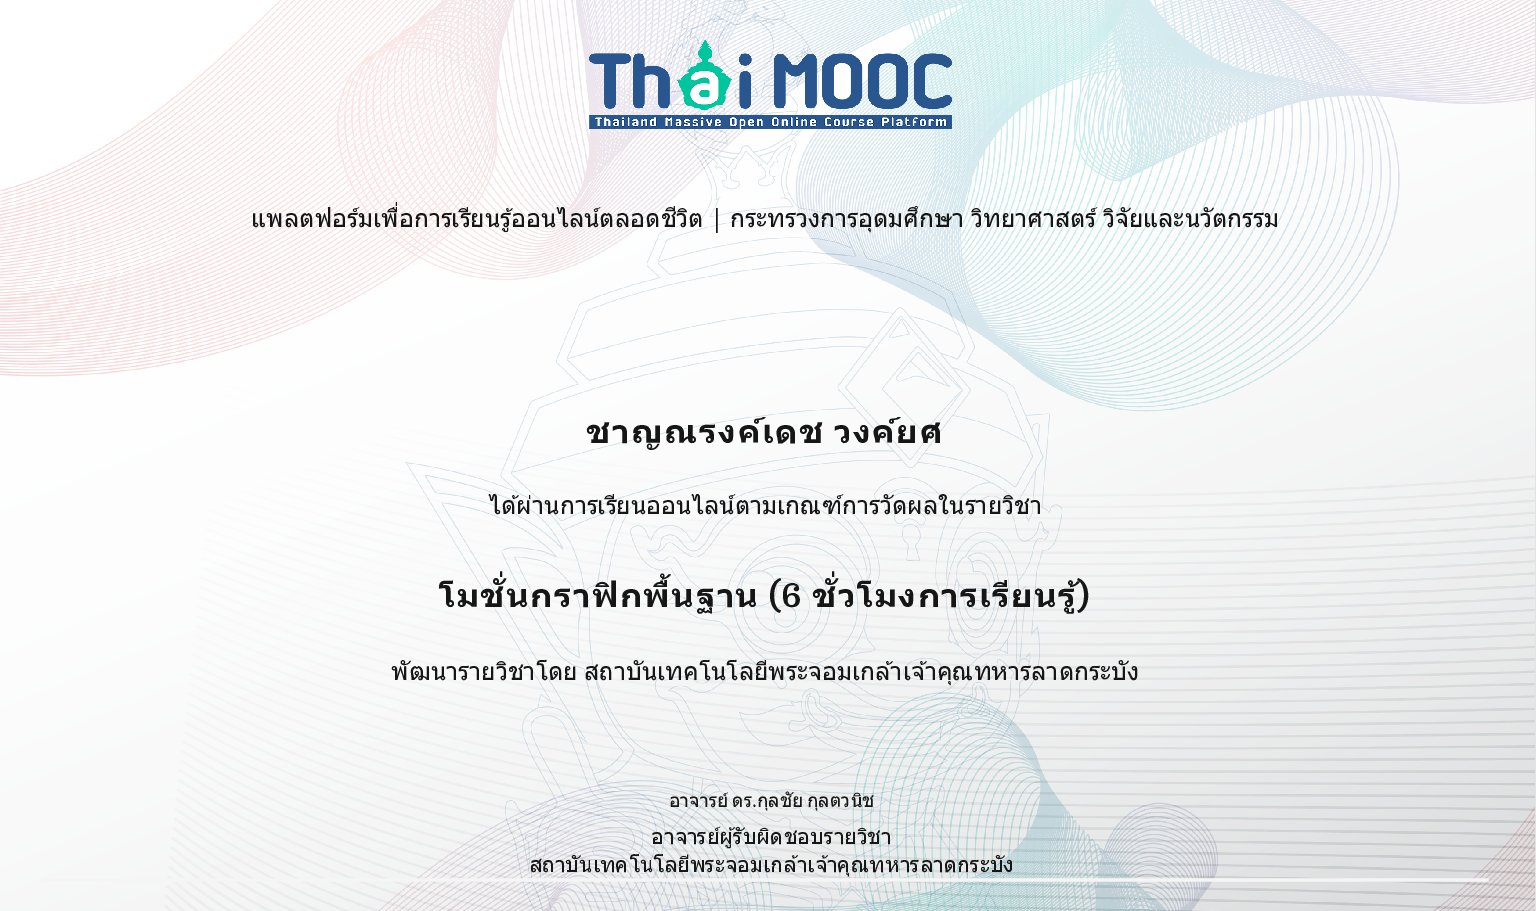 Thai MOOC
Thailand Massive Open Online Course Platform
แพลตฟอร์มเพื่อการเรียนรู้ออนไลน์ตลอดชีวิต | กระทรวงการอุดมศึกษา วิทยาศาสตร์ วิจัยและนวัตกรรม
ชาญณรงค์เดช วงค์ยศ
ได้ผ่านการเรียนออนไลน์ตามเกณฑ์การวัดผลในรายวิชา
โมชั่นกราฟิกพื้นฐาน (6 ชั่วโมงการเรียนรู้)
พัฒนารายวิชาโดย สถาบันเทคโนโลยีพระจอมเกล้าเจ้าคุณทหารลาดกระบัง
อาจารย์ ดร.กุลชัย กุลตวนิช
อาจารย์ผู้รับผิดชอบรายวิชา
สถาบันเทคโนโลยีพระจอมเกล้าเจ้าคุณทหารลาดกระบัง